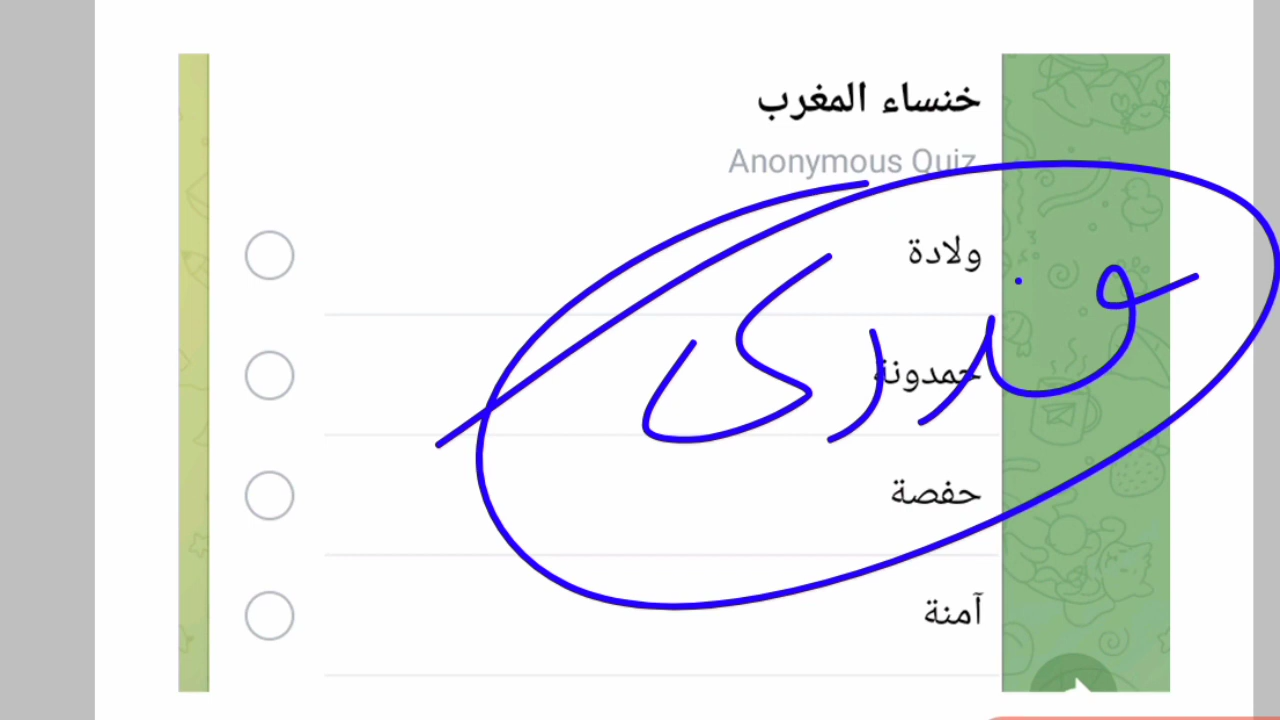 خنساء المغرب
Anonymous Quiz
ولادة
حمدونة
حفصة
آمنة